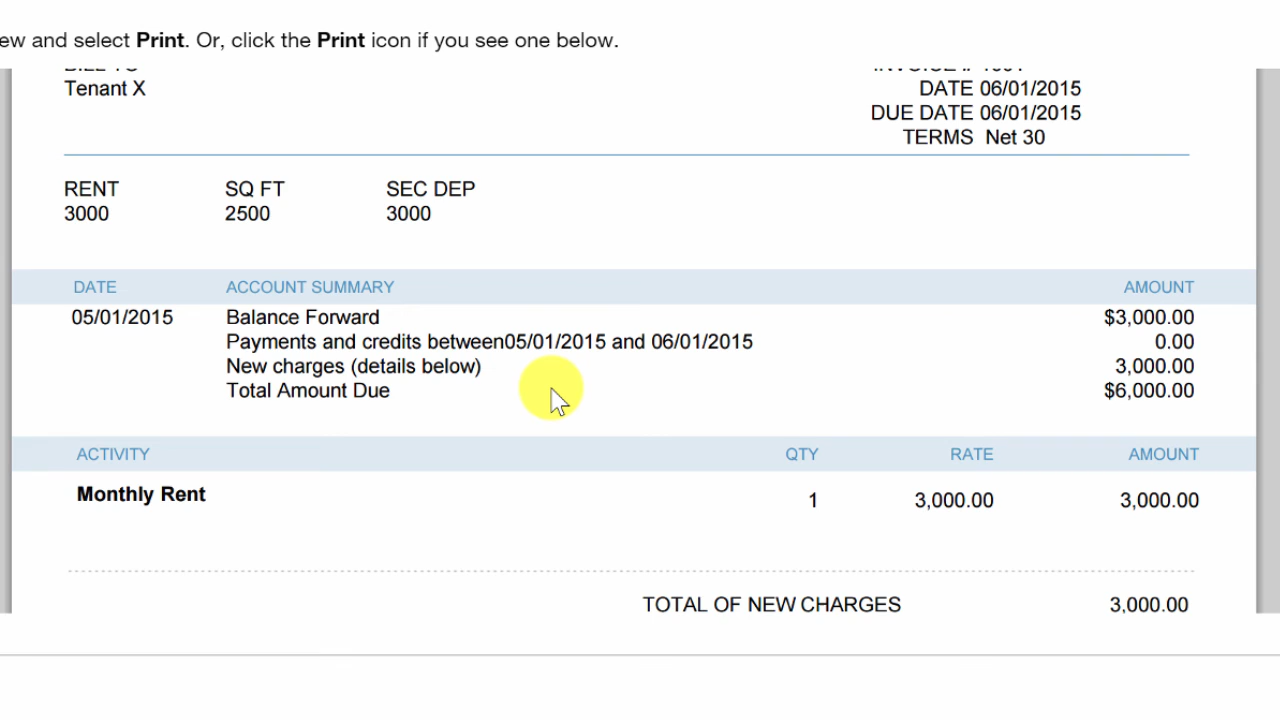 ew and select Print. Or, click the Print icon if you see one below.
Tenant X
DATE 06/01/2015
DUE DATE 06/01/2015
TERMS Net 30
RENT SQ FT SEC DEP
3000 2500 3000
DATE ACCOUNT SUMMARY AMOUNT
05/01/2015 Balance Forward $3,000.00
Payments and credits between05/01/2015 and 06/01/2015 0.00
New charges (details below) 3,000.00
Total Amount Due $6,000.00
ACTIVITY QTY RATE AMOUNT
Monthly Rent 1 3,000.00 3,000.00
TOTAL OF NEW CHARGES 3,000.00